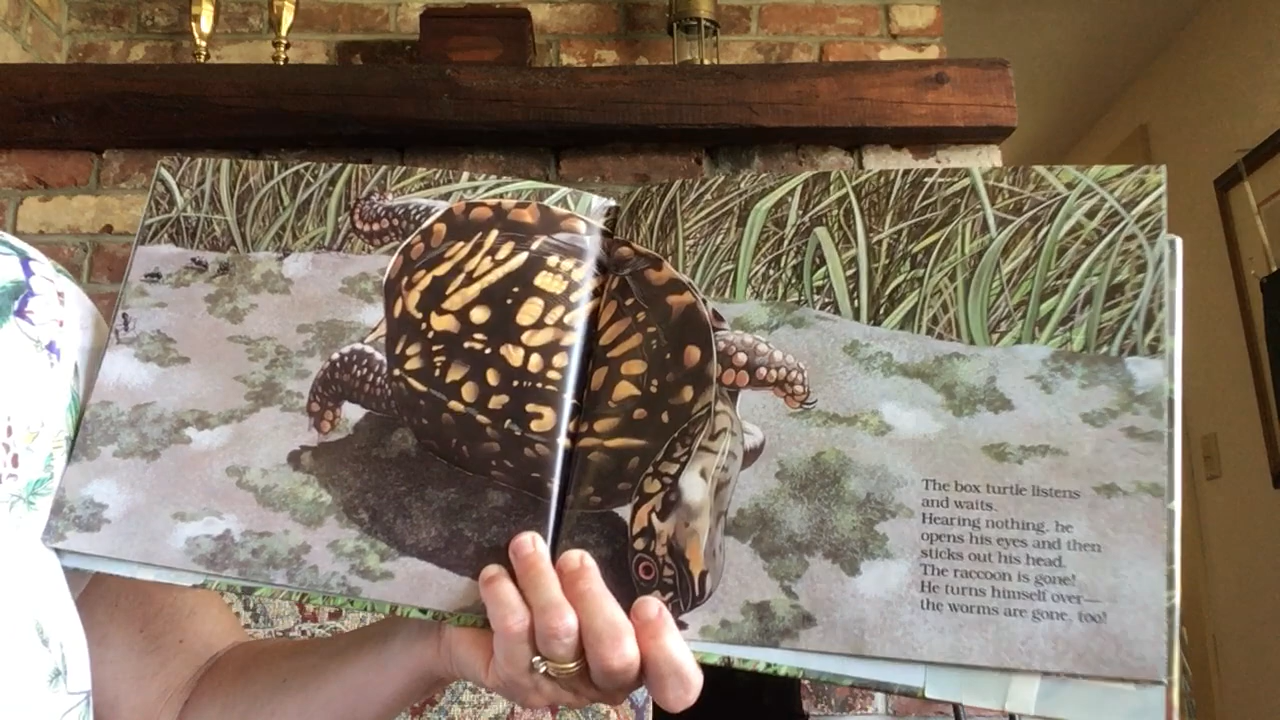 The box turtle listens
and waits.
Hearing nothing, he
opens his eyes and then
sticks out his head.
The raccoon is gone!
He turns himself over—
the worms are gone, too!